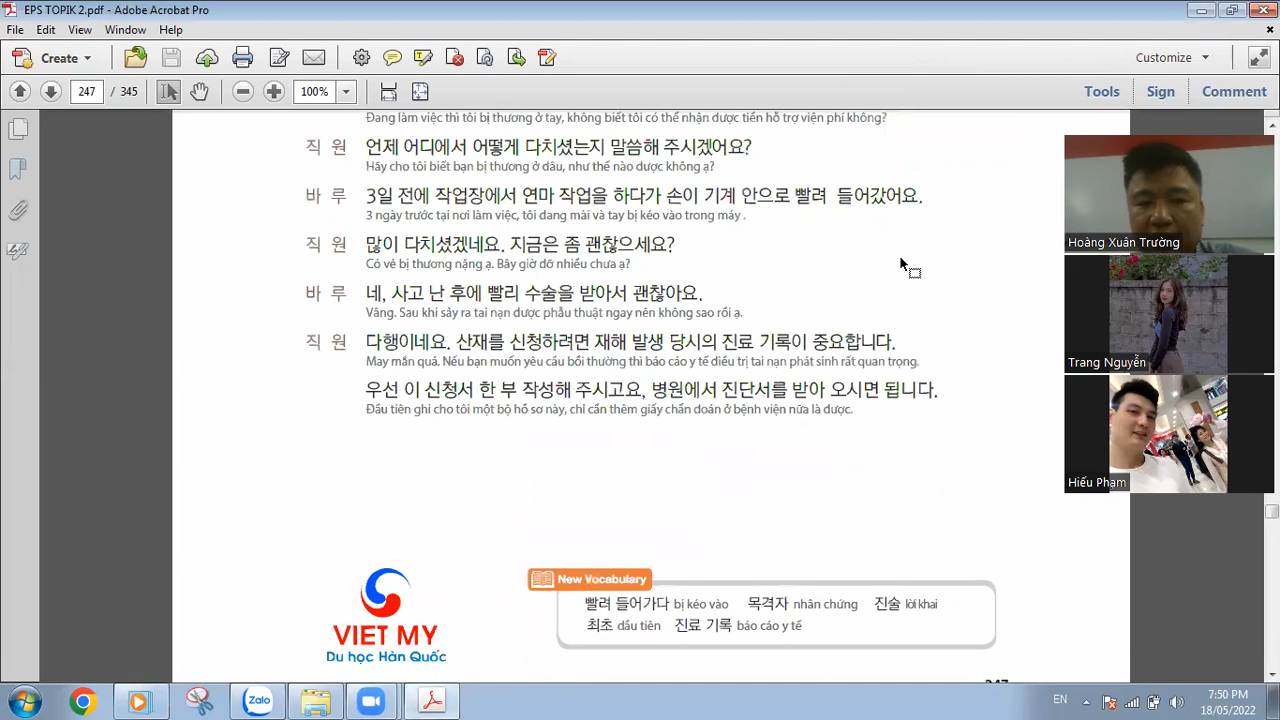 EPS TOPIK 2.pdf - Adobe Acrobat Pro
File Edit View Window Help
Create Customize
247 / 345 100% Tools Sign Comment
Đang làm việc thì tôi bị thương ở tay, không biết tôi có thể nhận được tiền hỗ trợ viện phí không?
직 원 언제 어디에서 어떻게 다치셨는지 말씀해 주시겠어요?
Hãy cho tôi biết bạn bị thương ở đâu, như thế nào được không ạ?
바 루 3일 전에 작업장에서 연마 작업을 하다가 손이 기계 안으로 빨려 들어갔어요.
3 ngày trước tại nơi làm việc, tôi đang mài và tay bị kéo vào trong máy .
직 원 많이 다치셨겠네요. 지금은 좀 괜찮으세요?
Có vẻ bị thương nặng ạ. Bây giờ đỡ nhiều chưa ạ?
바 루 네, 사고 난 후에 빨리 수술을 받아서 괜찮아요.
Vâng. Sau khi sảy ra tai nạn được phẫu thuật ngay nên không sao rồi ạ.
직 원 다행이네요. 산재를 신청하려면 재해 발생 당시의 진료 기록이 중요합니다.
May mắn quá. Nếu bạn muốn yêu cầu bồi thường thì báo cáo y tế điều trị tai nạn phát sinh rất quan trọng.
우선 이 신청서 한 부 작성해 주시고요, 병원에서 진단서를 받아 오시면 됩니다.
Đầu tiên ghi cho tôi một bộ hồ sơ này, chỉ cần thêm giấy chẩn đoán ở bệnh viện nữa là được.
Hoàng Xuân Trường
Trang Nguyễn
Hiếu Phạm
New Vocabulary
빨려 들어가다 bị kéo vào 목격자 nhân chứng 진술 lời khai
최초 đầu tiên 진료 기록 báo cáo y tế
VIET MY
Du học Hàn Quốc
247
Zalo
EN
7:50 PM
18/05/2022